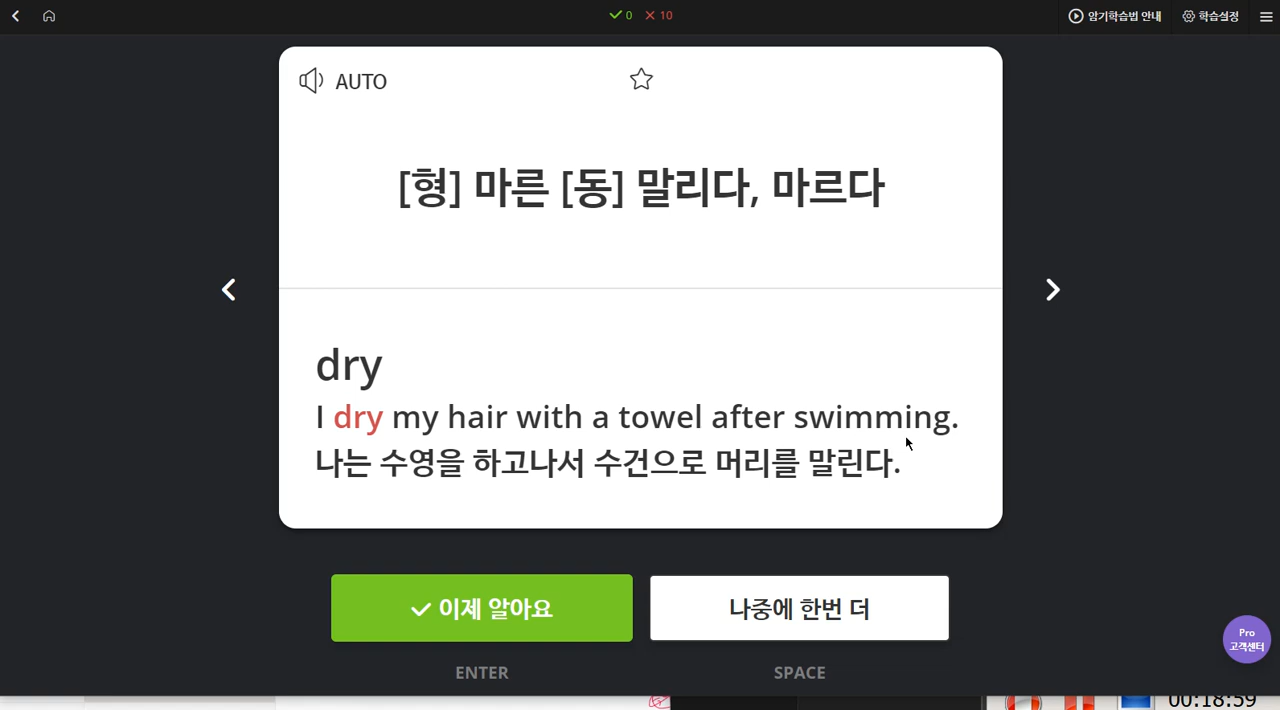 0 10 암기학습법 안내 학습설정
AUTO
[형] 마른 [동] 말리다, 마르다
dry
I dry my hair with a towel after swimming.
나는 수영을 하고나서 수건으로 머리를 말린다.
이제 알아요 나중에 한번 더
Pro
고객센터
ENTER SPACE
00:18:59